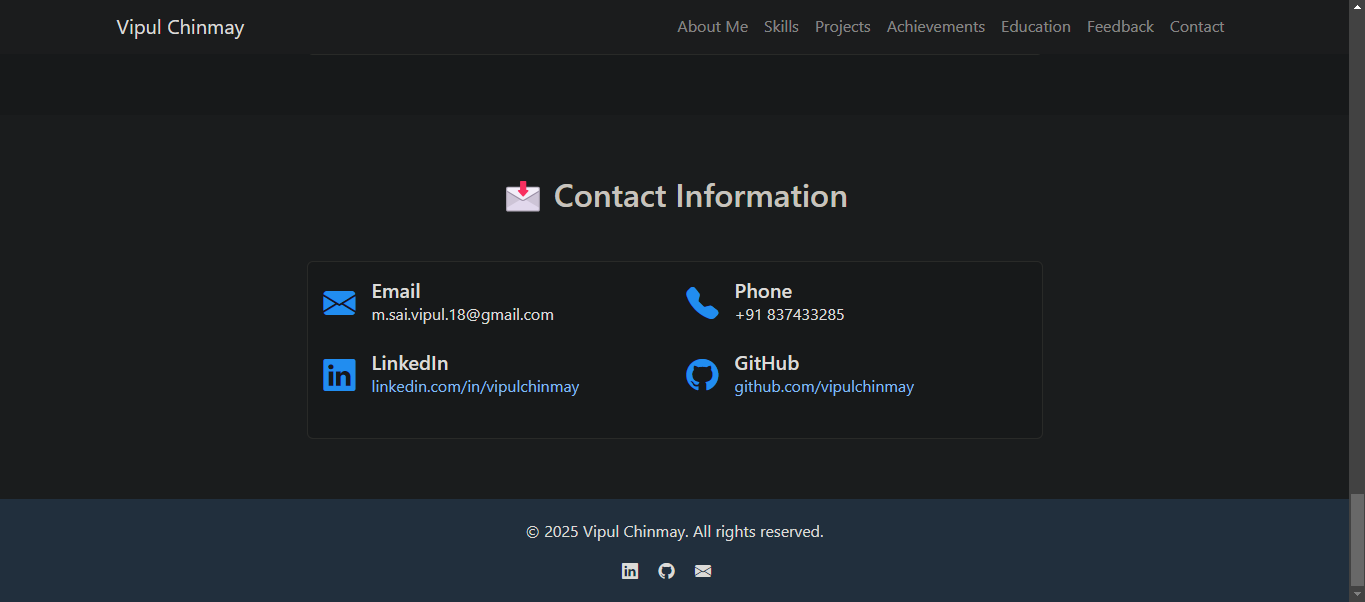 Vipul Chinmay
About Me Skills Projects Achievements Education Feedback Contact
Contact Information
Email
m.sai.vipul.18@gmail.com
Phone
+91 837433285
LinkedIn
linkedin.com/in/vipulchinmay
GitHub
github.com/vipulchinmay
© 2025 Vipul Chinmay. All rights reserved.